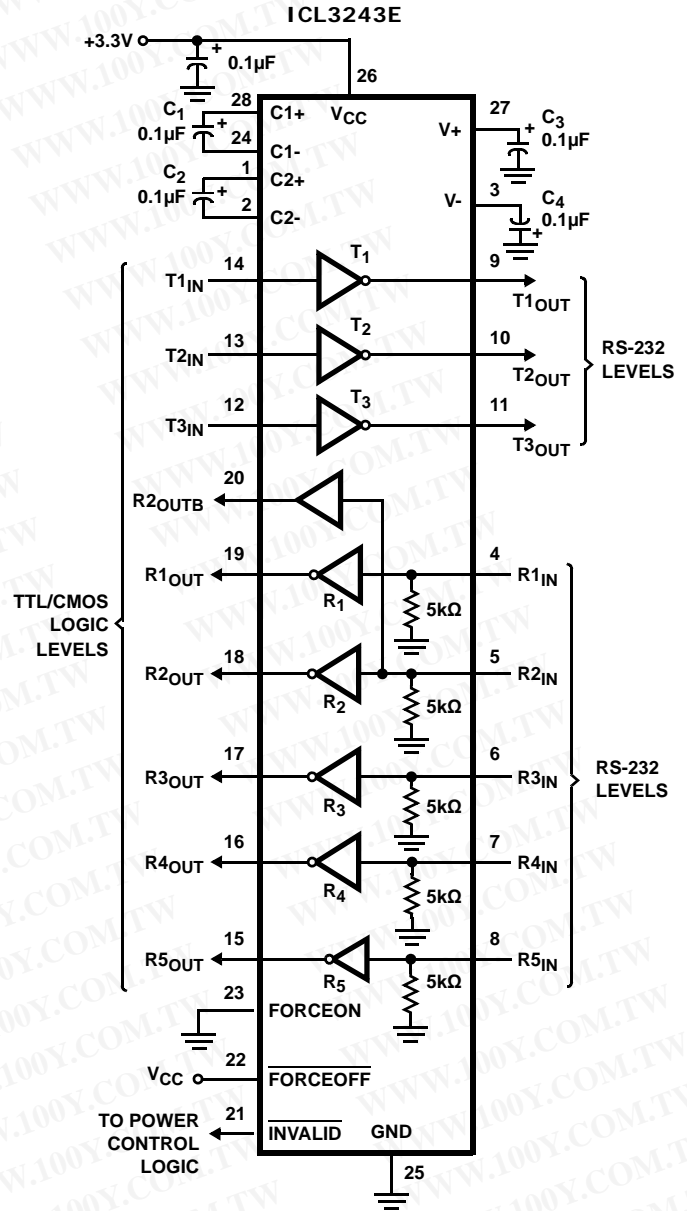 ICL3243E
+3.3V
+
0.1µF
26
28
C1+
VCC
27
C1
0.1µF
+
24
C1-
V+
+
C3
0.1µF
1
C2
0.1µF
+
C2+
2
C2-
3
V-
C4
0.1µF
+
T1IN
14
T1
9
T1OUT
T2IN
13
T2
10
T2OUT
RS-232
LEVELS
T3IN
12
T3
11
T3OUT
R2OUTB
20
R1OUT
19
R1
5kΩ
4
R1IN
TTL/CMOS
LOGIC
LEVELS
R2OUT
18
R2
5kΩ
5
R2IN
R3OUT
17
R3
5kΩ
6
R3IN
RS-232
LEVELS
R4OUT
16
R4
5kΩ
7
R4IN
R5OUT
15
R5
5kΩ
8
R5IN
23
FORCEON
VCC
22
FORCEOFF
TO POWER
CONTROL
LOGIC
21
INVALID
GND
25
WWW.100Y.COM.TW